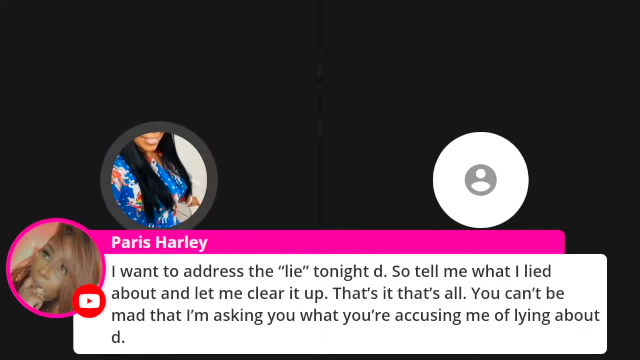 Paris Harley
I want to address the “lie” tonight d. So tell me what I lied
about and let me clear it up. That’s it that’s all. You can’t be
mad that I’m asking you what you’re accusing me of lying about
d.